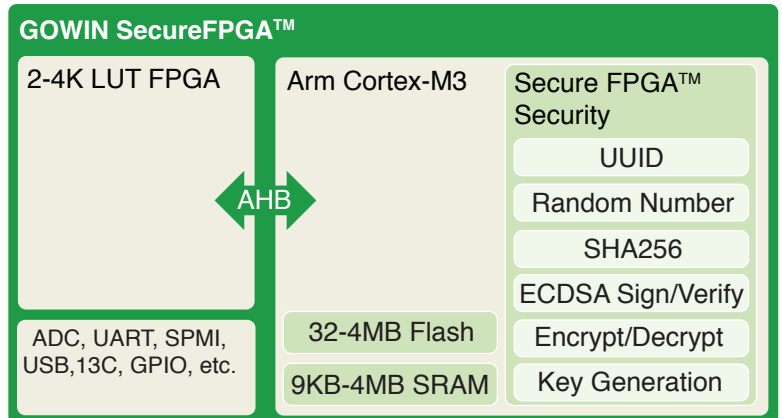 GOWIN SecureFPGA™
2-4K LUT FPGA
AHB
ADC, UART, SPMI,
USB,13C, GPIO, etc.
Arm Cortex-M3
32-4MB Flash
9KB-4MB SRAM
Secure FPGA™
Security
UUID
Random Number
SHA256
ECDSA Sign/Verify
Encrypt/Decrypt
Key Generation